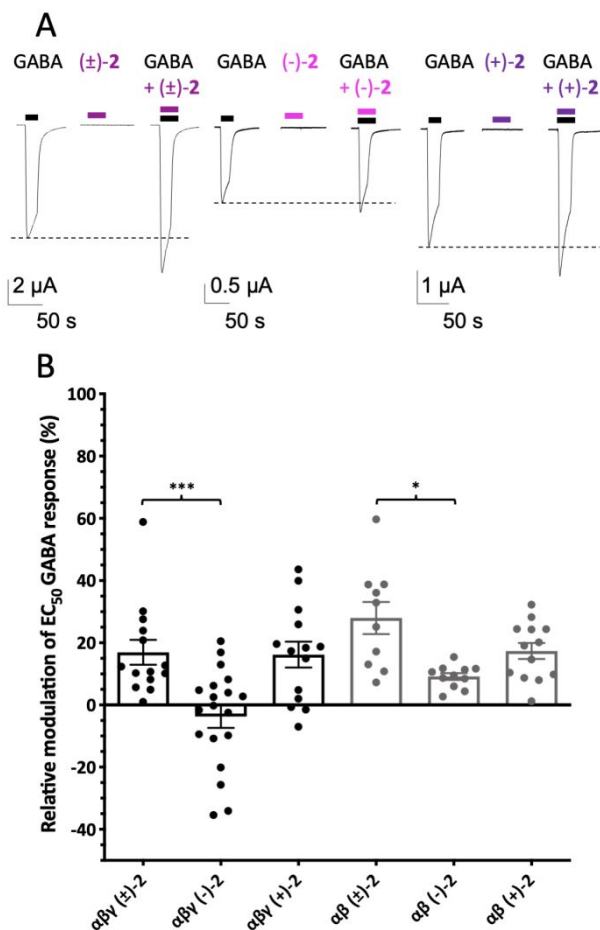 A
GABA (±)-2 GABA + (±)-2
GABA (-)-2 GABA + (-)-2
GABA (+)-2 GABA + (+)-2
2 µA 50 s
0.5 µA 50 s
1 µA 50 s
B
Relative modulation of EC50 GABA response (%)
100
80
60
40
20
0
-20
-40
***
*
αβγ (±)-2
αβγ (-)-2
αβγ (+)-2
αβ (±)-2
αβ (-)-2
αβ (+)-2